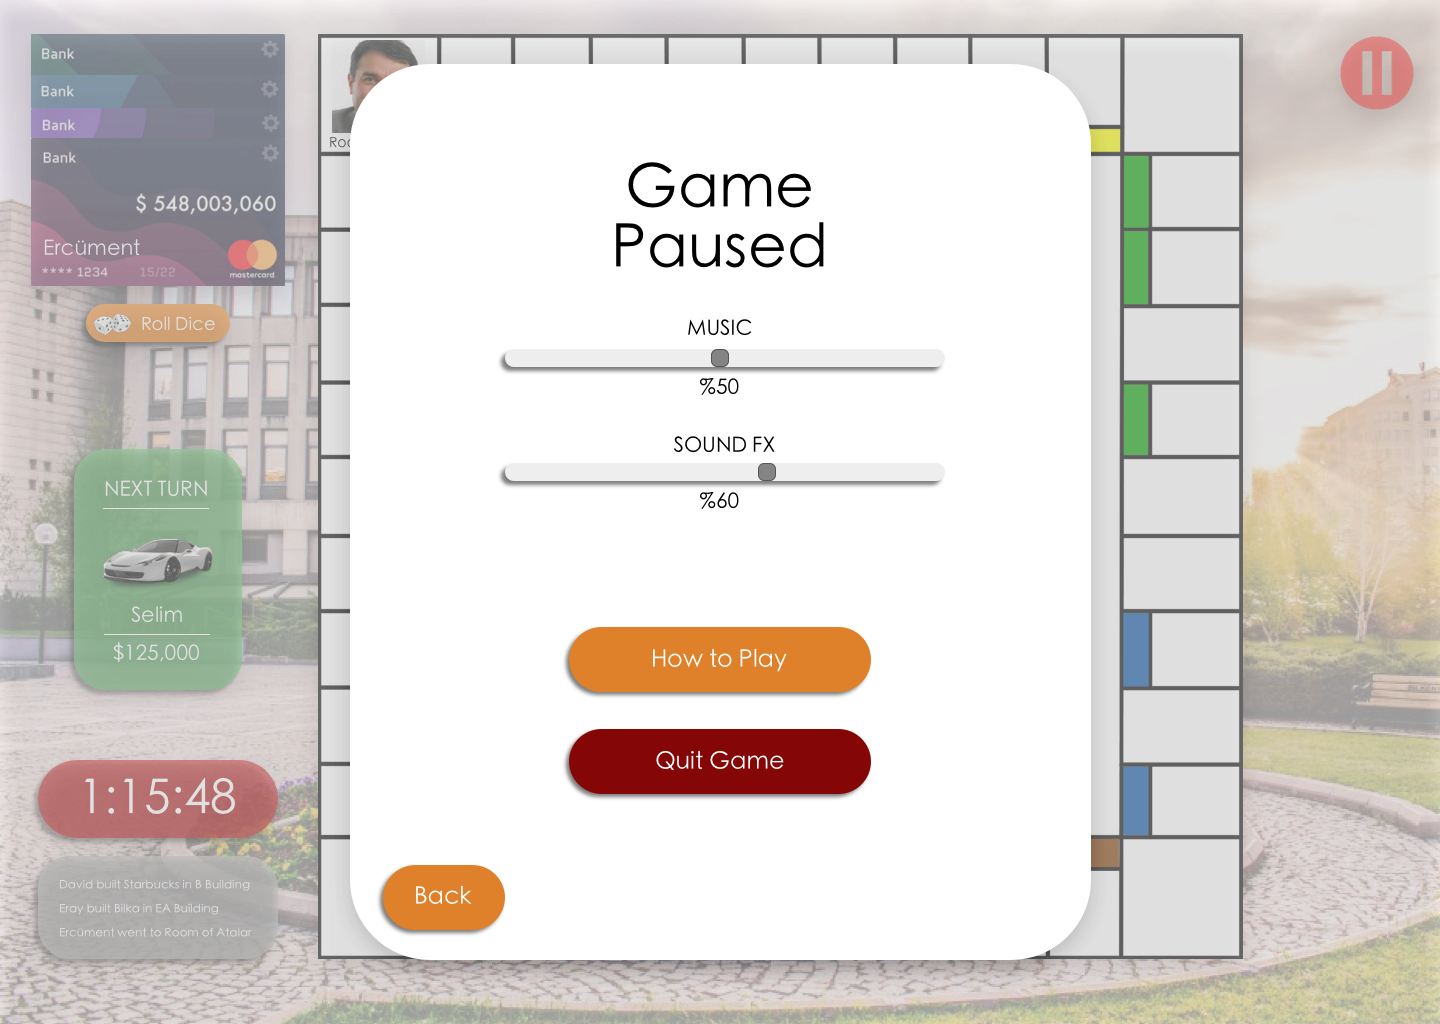 Bank
Bank
Bank
Bank
$ 548,003,060
Ercüment
**** 1234 15/22
mastercard
Roll Dice
NEXT TURN
Selim
$125,000
1:15:48
David built Starbucks in B Building
Eray built Bilka in EA Building
Ercüment went to Room of Atalar
Game
Paused
MUSIC
%50
SOUND FX
%60
How to Play
Quit Game
Back